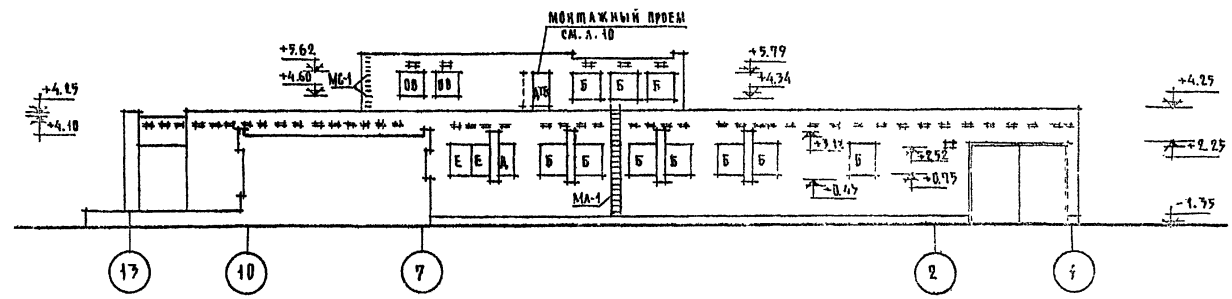 МОНТАЖНЫЙ ПРОЕМ
СМ. Л. 10
+5.62
+4.60
МС-1
ОВ ОВ Б Б Б
+5.79
+4.34
+4.25
+4.10
+4.25
+2.25
-1.35
Е Е Д Б Б Б Б Б Б Б
+2.52
+0.75
+0.45
МЛ-1
13 10 7 2 1